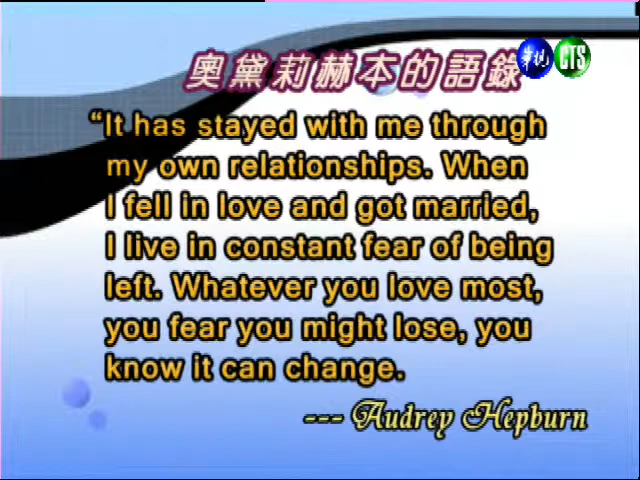 奧黛莉赫本的語錄
華視 CTS
“It has stayed with me through
my own relationships. When
I fell in love and got married,
I live in constant fear of being
left. Whatever you love most,
you fear you might lose, you
know it can change.
--- Audrey Hepburn